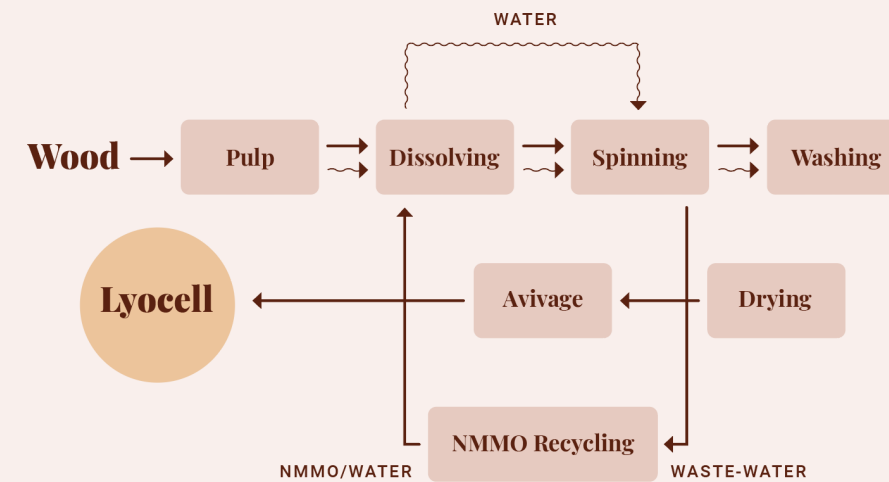 WATER
Wood
Pulp
Dissolving
Spinning
Washing
Lyocell
Avivage
Drying
NMMO Recycling
NMMO/WATER
WASTE-WATER